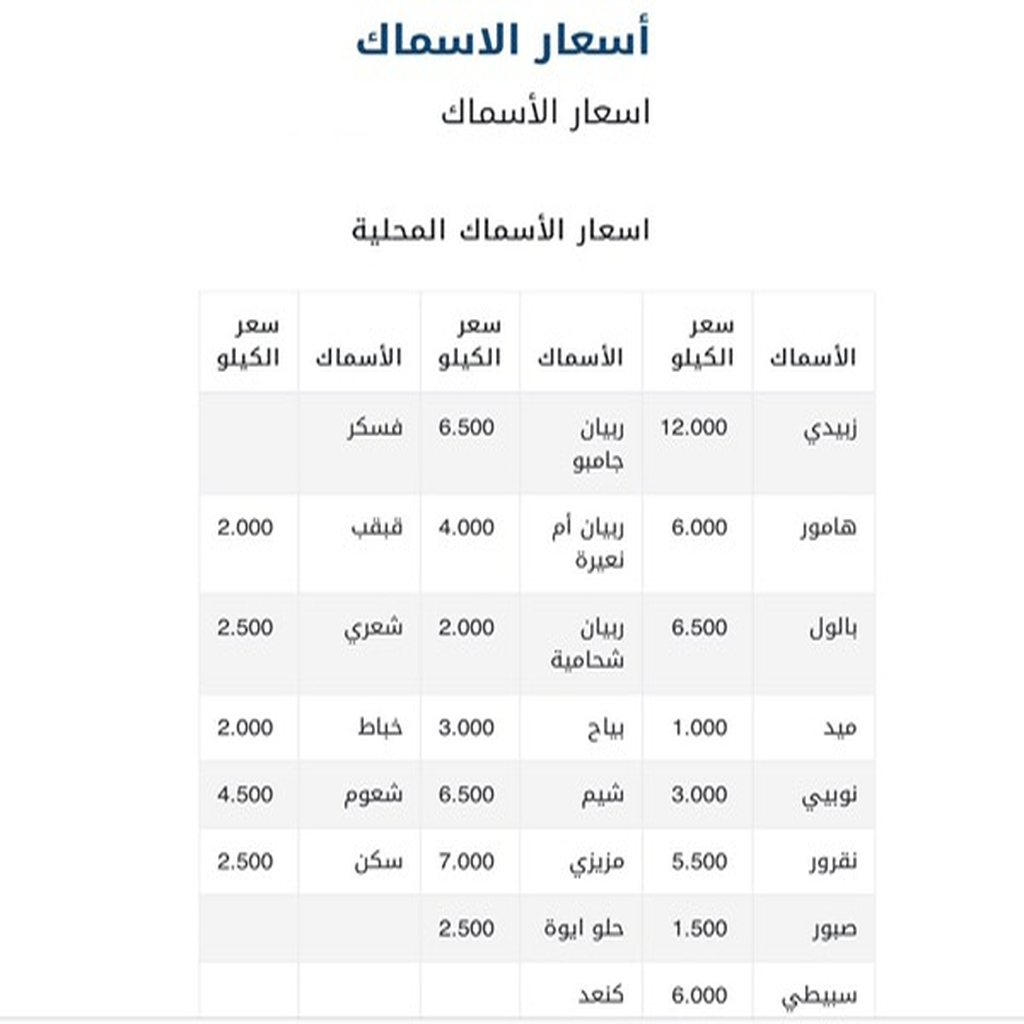 أسعار الاسماك
اسعار الأسماك
اسعار الأسماك المحلية
الأسماك سعر الكيلو الأسماك سعر الكيلو الأسماك سعر الكيلو
زبيدي 12.000 ربيان جامبو 6.500 فسكر
هامور 6.000 ربيان أم نعيرة 4.000 قبقب 2.000
بالول 6.500 ربيان شحامية 2.000 شعري 2.500
ميد 1.000 بياح 3.000 خباط 2.000
نوبيي 3.000 شيم 6.500 شعوم 4.500
نقرور 5.500 مزيزي 7.000 سكن 2.500
صبور 1.500 حلو ايوة 2.500
سبيطي 6.000 كنعد